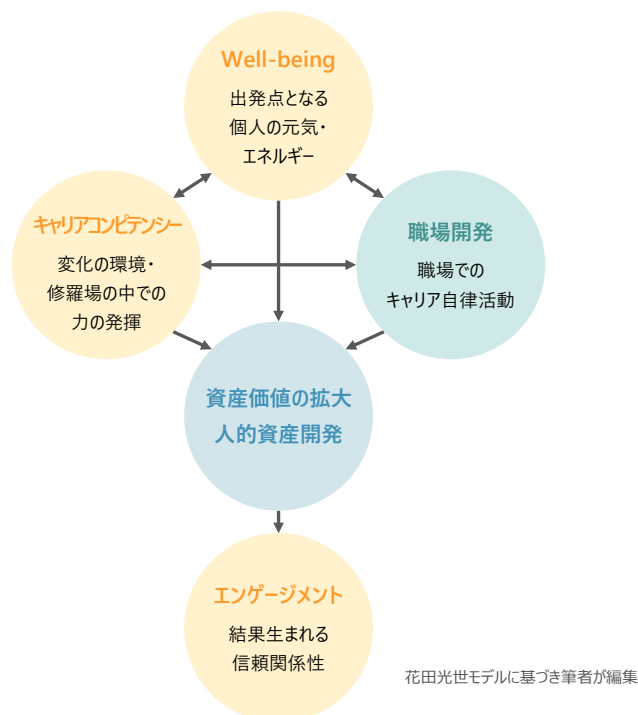 Well-being
出発点となる
個人の元気・
エネルギー
キャリアコンピテンシー
変化の環境・
修羅場の中での
力の発揮
職場開発
職場での
キャリア自律活動
資産価値の拡大
人的資産開発
エンゲージメント
結果生まれる
信頼関係性
花田光世モデルに基づき筆者が編集